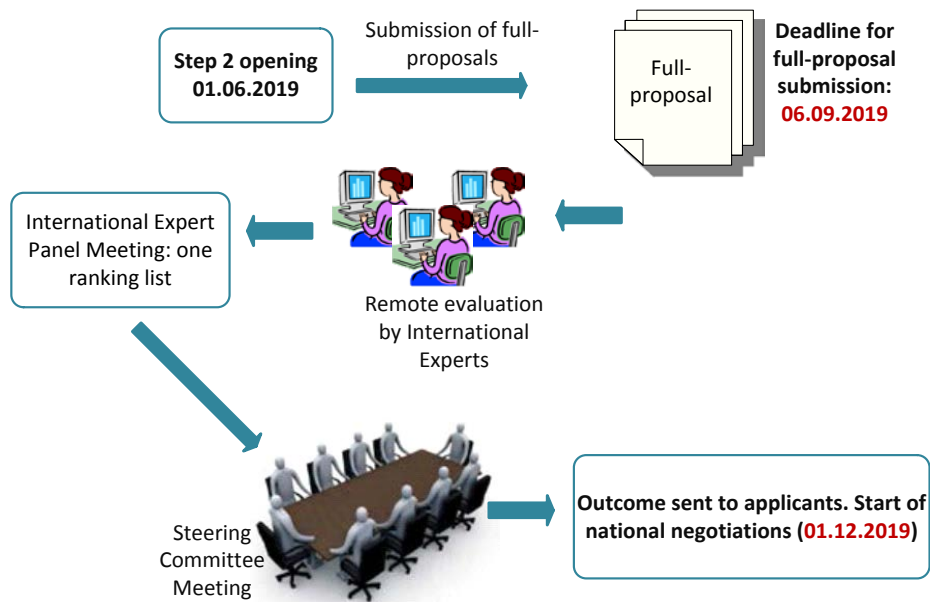 Step 2 opening
01.06.2019
Submission of full-
proposals
Full-
proposal
Deadline for
full-proposal
submission:
06.09.2019
International Expert
Panel Meeting: one
ranking list
Remote evaluation
by International
Experts
Steering
Committee
Meeting
Outcome sent to applicants. Start of
national negotiations (01.12.2019)